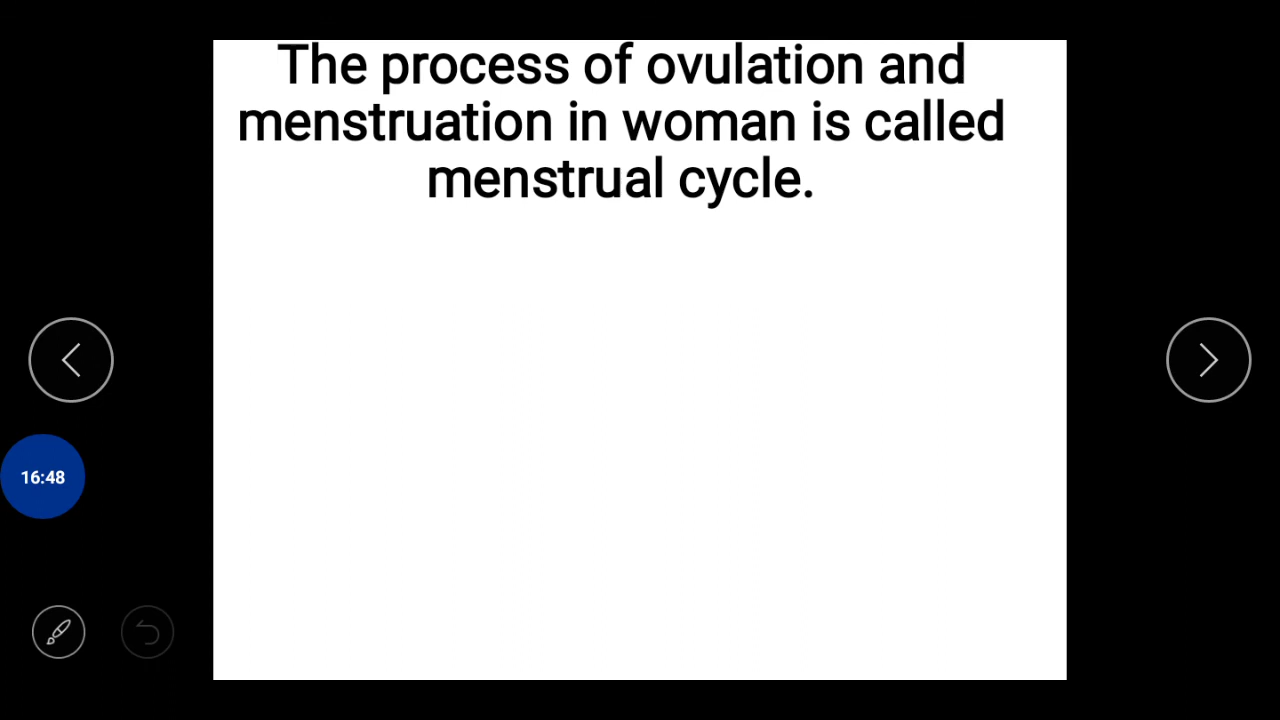 The process of ovulation and
menstruation in woman is called
menstrual cycle.
16:48